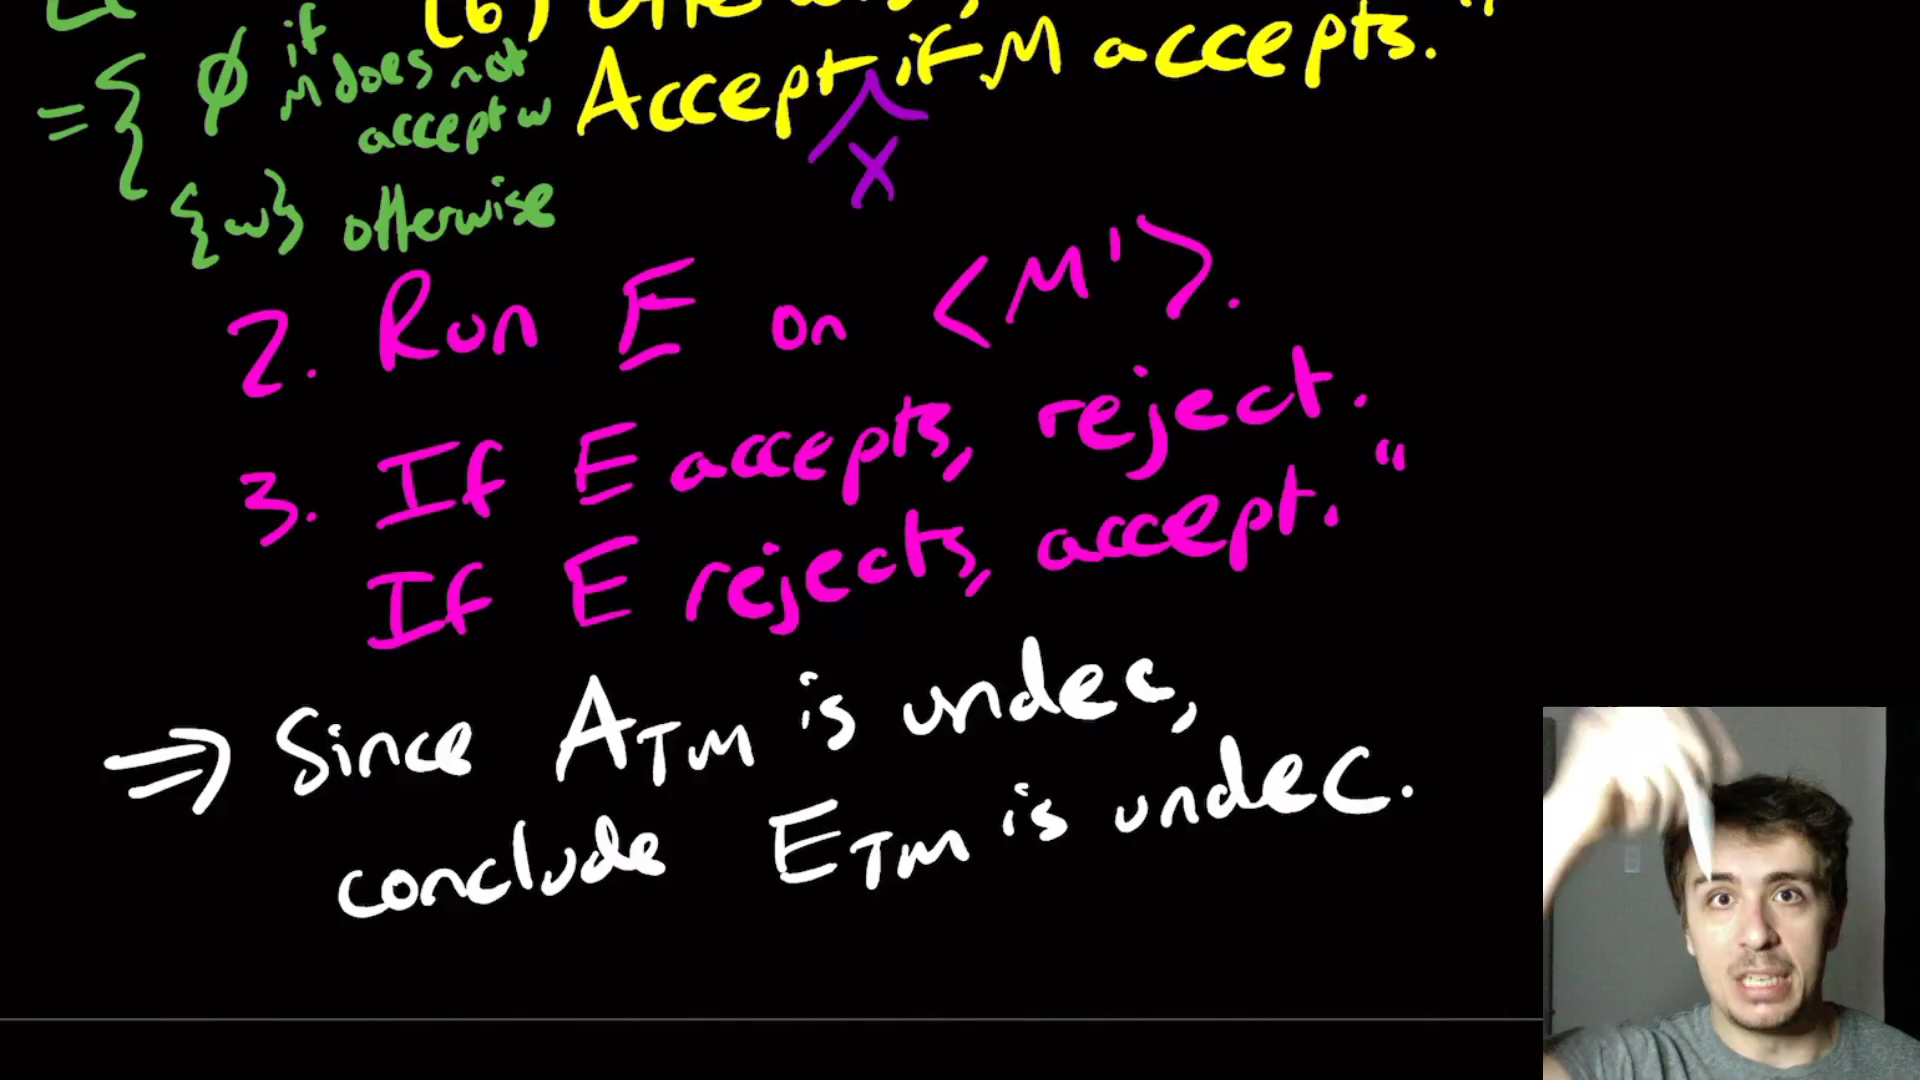 (6)
Accept if M accepts."
x
= { ∅ if
M does not
accept w
{w} otherwise
2. Run E on <M'>.
3. If E accepts, reject.
If E rejects, accept."
⇒ Since ATM is undec,
conclude ETM is undec.